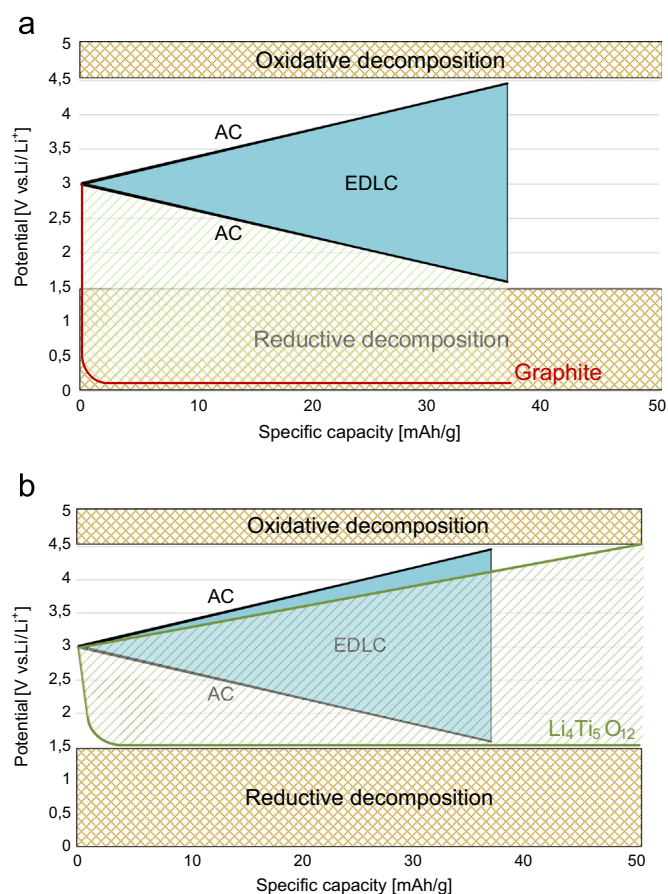 a
5
4,5
4
3,5
3
2,5
2
1,5
1
0,5
0
Potential [V vs.Li/Li⁺]
Oxidative decomposition
AC
EDLC
AC
Reductive decomposition
Graphite
0 10 20 30 40 50
Specific capacity [mAh/g]
b
5
4,5
4
3,5
3
2,5
2
1,5
1
0,5
0
Potential [V vs.Li/Li⁺]
Oxidative decomposition
AC
EDLC
AC
Li₄Ti₅O₁₂
Reductive decomposition
0 10 20 30 40 50
Specific capacity [mAh/g]